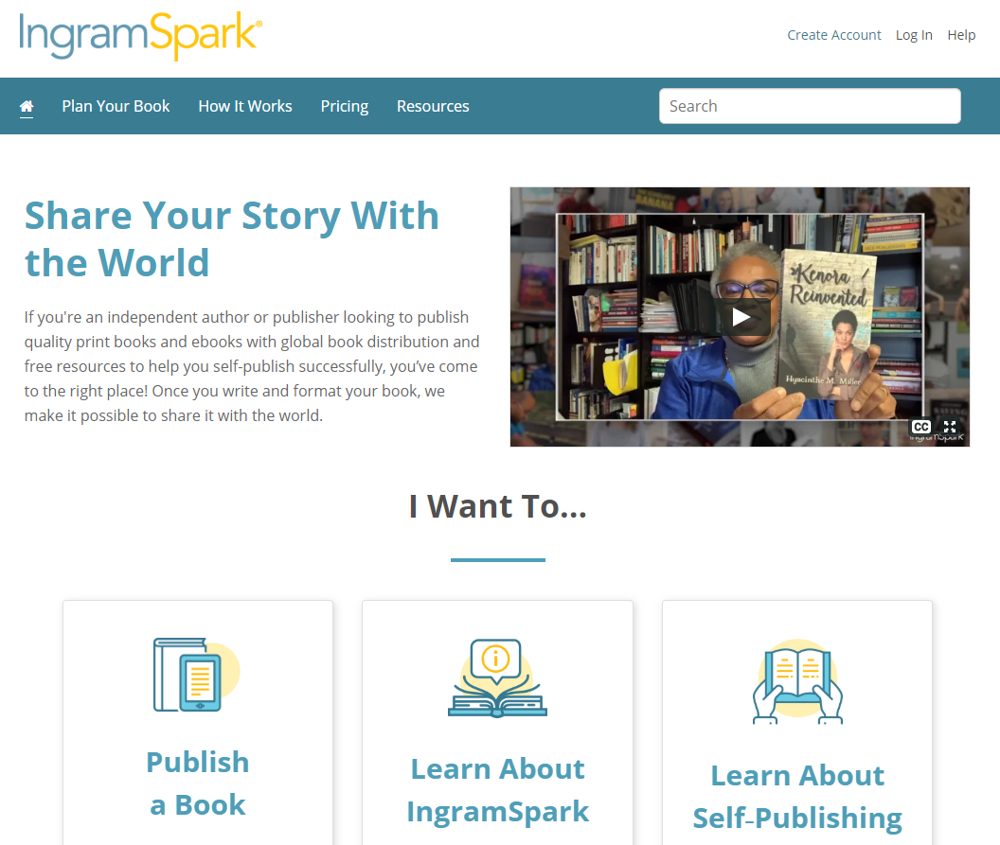 IngramSpark®
Create Account Log In Help
Plan Your Book How It Works Pricing Resources Search
Share Your Story With
the World
If you're an independent author or publisher looking to publish
quality print books and ebooks with global book distribution and
free resources to help you self-publish successfully, you’ve come
to the right place! Once you write and format your book, we
make it possible to share it with the world.
BANANA
Kenora
Reinvented
Hyacinthe M. Miller
CC
IngramSpark
I Want To...
Publish
a Book
Learn About
IngramSpark
Learn About
Self-Publishing